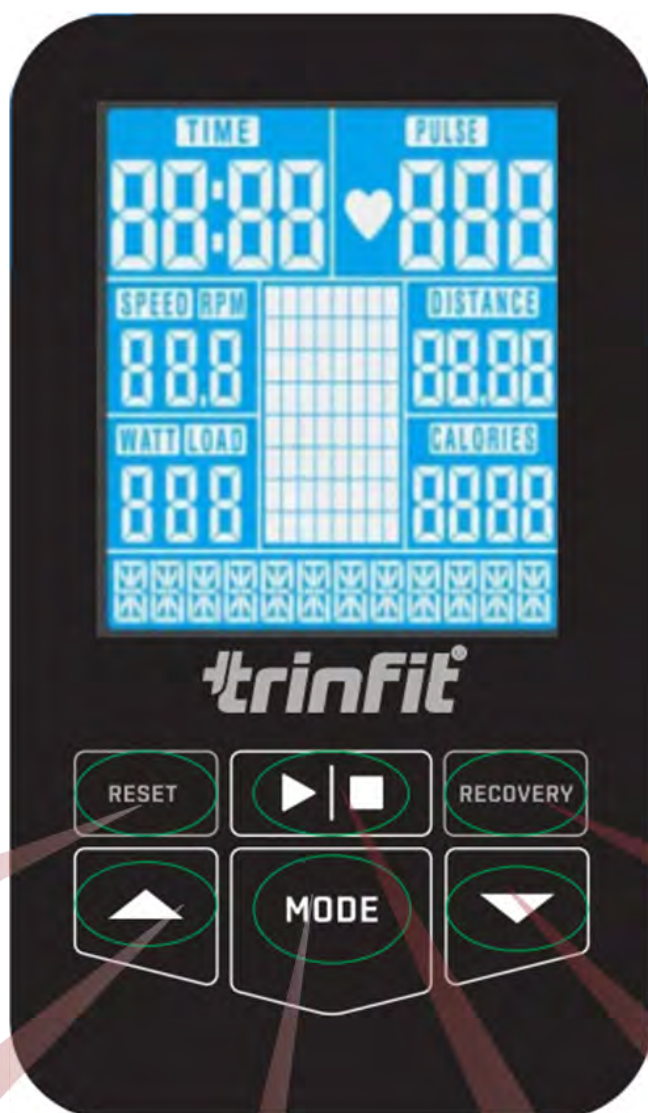 TIME PULSE
88:88 888
SPEED RPM DISTANCE
88.8 88.88
WATT LOAD CALORIES
888 8888
trinfit®
RESET RECOVERY
MODE